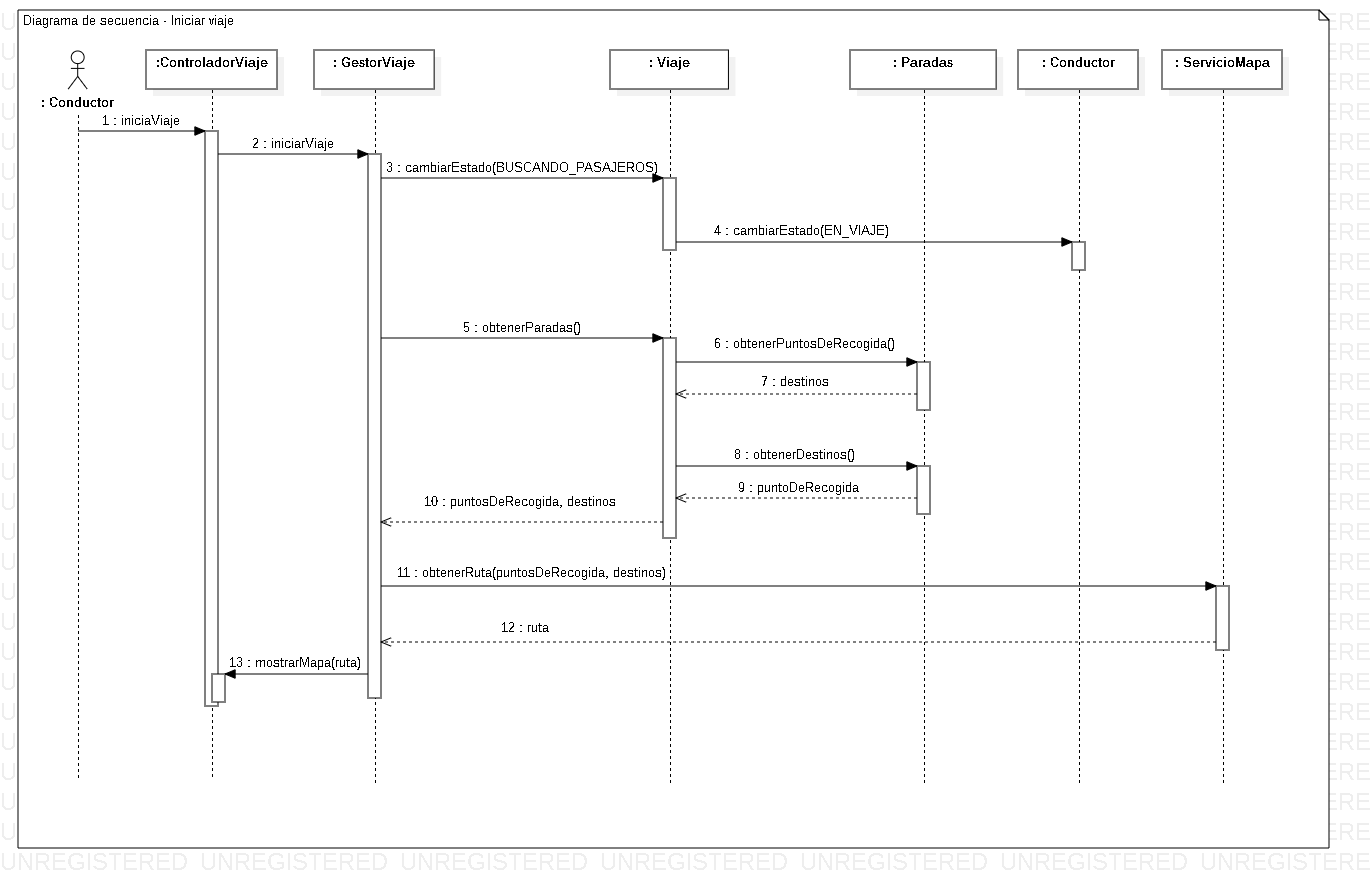 Diagrama de secuencia - Iniciar viaje
: Conductor
:ControladorViaje
: GestorViaje
: Viaje
: Paradas
: Conductor
: ServicioMapa
1 : iniciaViaje
2 : iniciarViaje
3 : cambiarEstado(BUSCANDO_PASAJEROS)
4 : cambiarEstado(EN_VIAJE)
5 : obtenerParadas()
6 : obtenerPuntosDeRecogida()
7 : destinos
8 : obtenerDestinos()
9 : puntoDeRecogida
10 : puntosDeRecogida, destinos
11 : obtenerRuta(puntosDeRecogida, destinos)
12 : ruta
13 : mostrarMapa(ruta)
UNREGISTERED UNREGISTERED UNREGISTERED UNREGISTERED UNREGISTERED UNREGISTERED UNREGISTERED